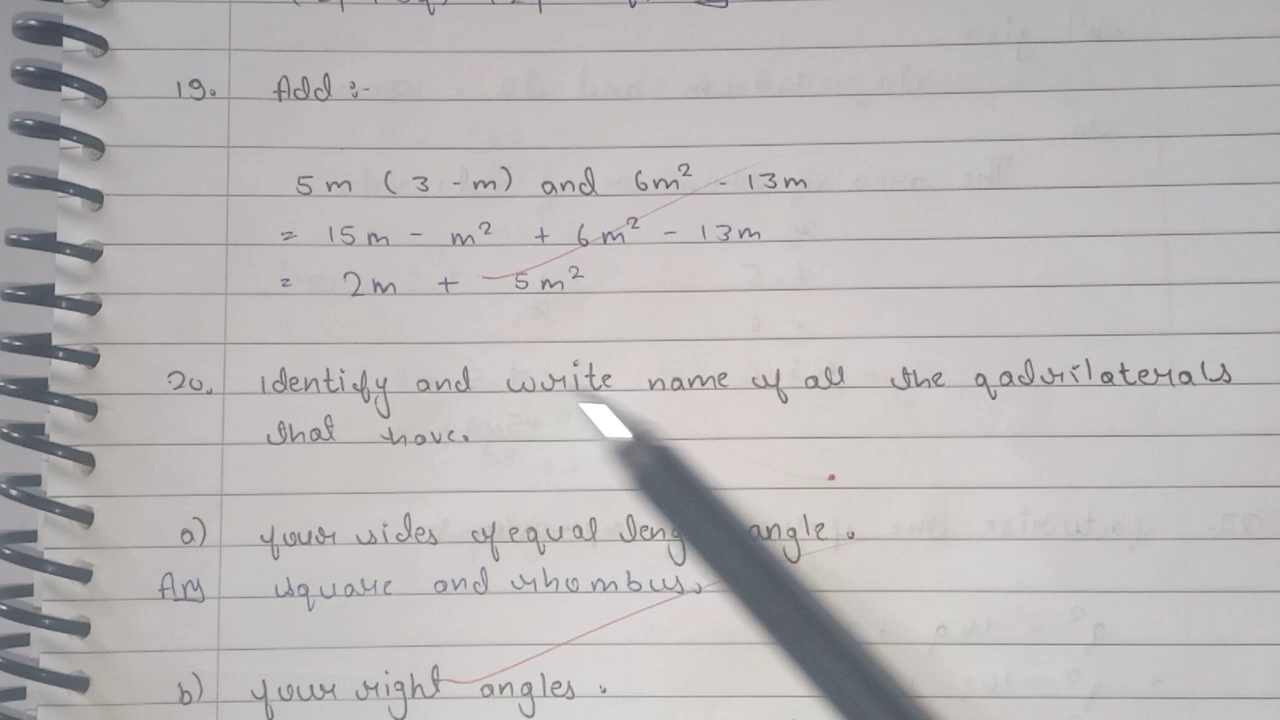 19. Add :-
5m (3 - m) and 6m² - 13m
= 15m - m² + 6m² - 13m
= 2m + 5m²
20. Identify and write name of all the qadrilaterals
that have.
a) four sides of equal leng angle.
Ans square and rhombus.
b) four right angles.